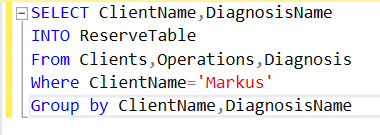 SELECT ClientName,DiagnosisName
INTO ReserveTable
From Clients,Operations,Diagnosis
Where ClientName='Markus'
Group by ClientName,DiagnosisName